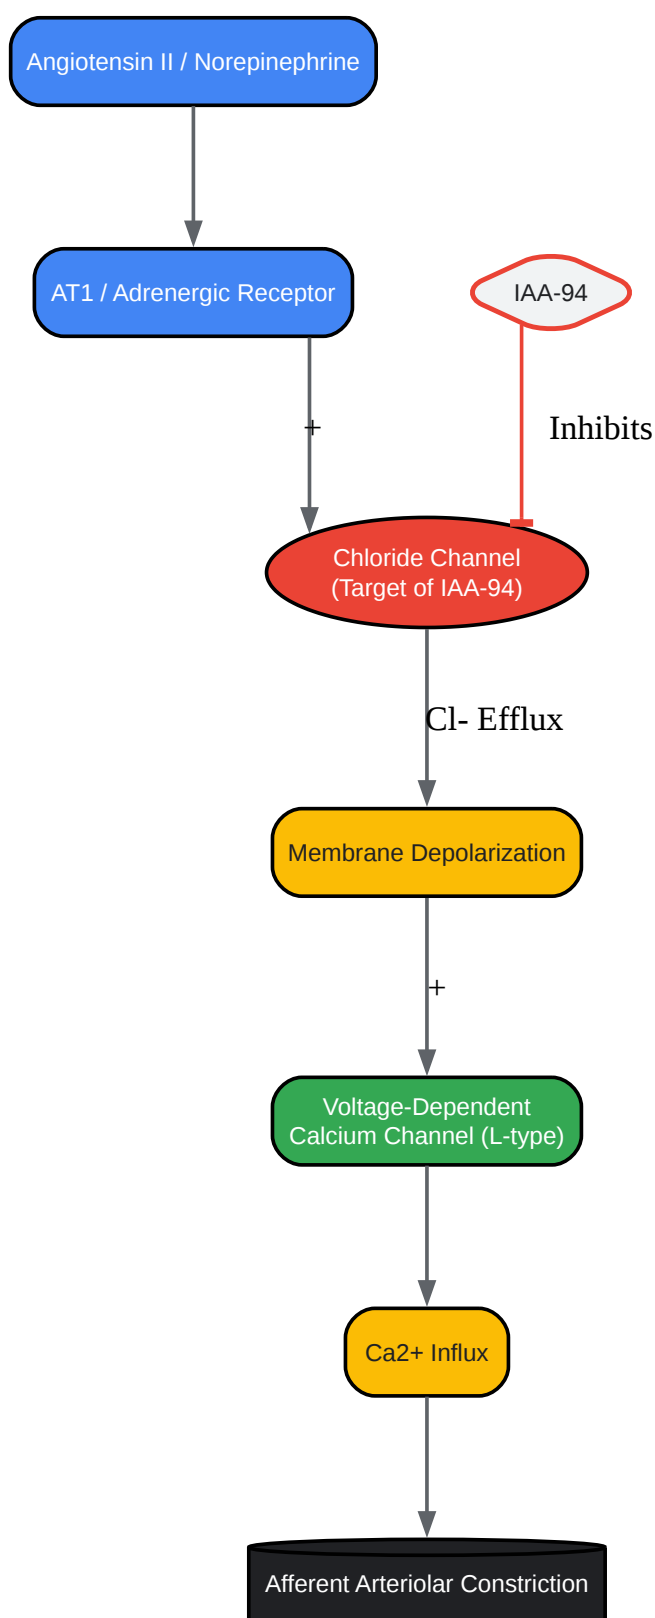 Angiotensin II / Norepinephrine
AT1 / Adrenergic Receptor
IAA-94
+
Inhibits
Chloride Channel
(Target of IAA-94)
Cl- Efflux
Membrane Depolarization
+
Voltage-Dependent
Calcium Channel (L-type)
Ca2+ Influx
Afferent Arteriolar Constriction